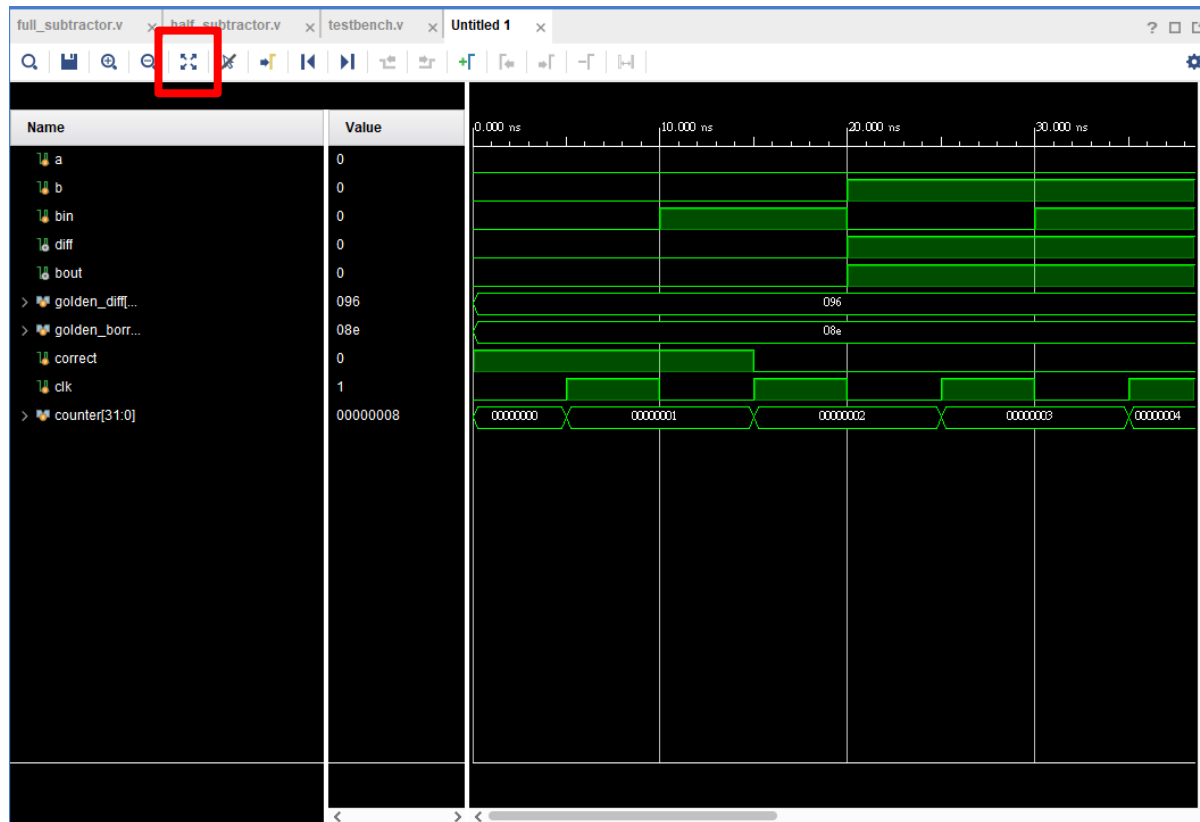 full_subtractor.v half_subtractor.v testbench.v Untitled 1 ?
Name Value 0.000 ns 10.000 ns 20.000 ns 30.000 ns
a 0
b 0
bin 0
diff 0
bout 0
golden_diff[... 096 096
golden_borr... 08e 08e
correct 0
clk 1
counter[31:0] 00000008 00000000 00000001 00000002 00000003 00000004